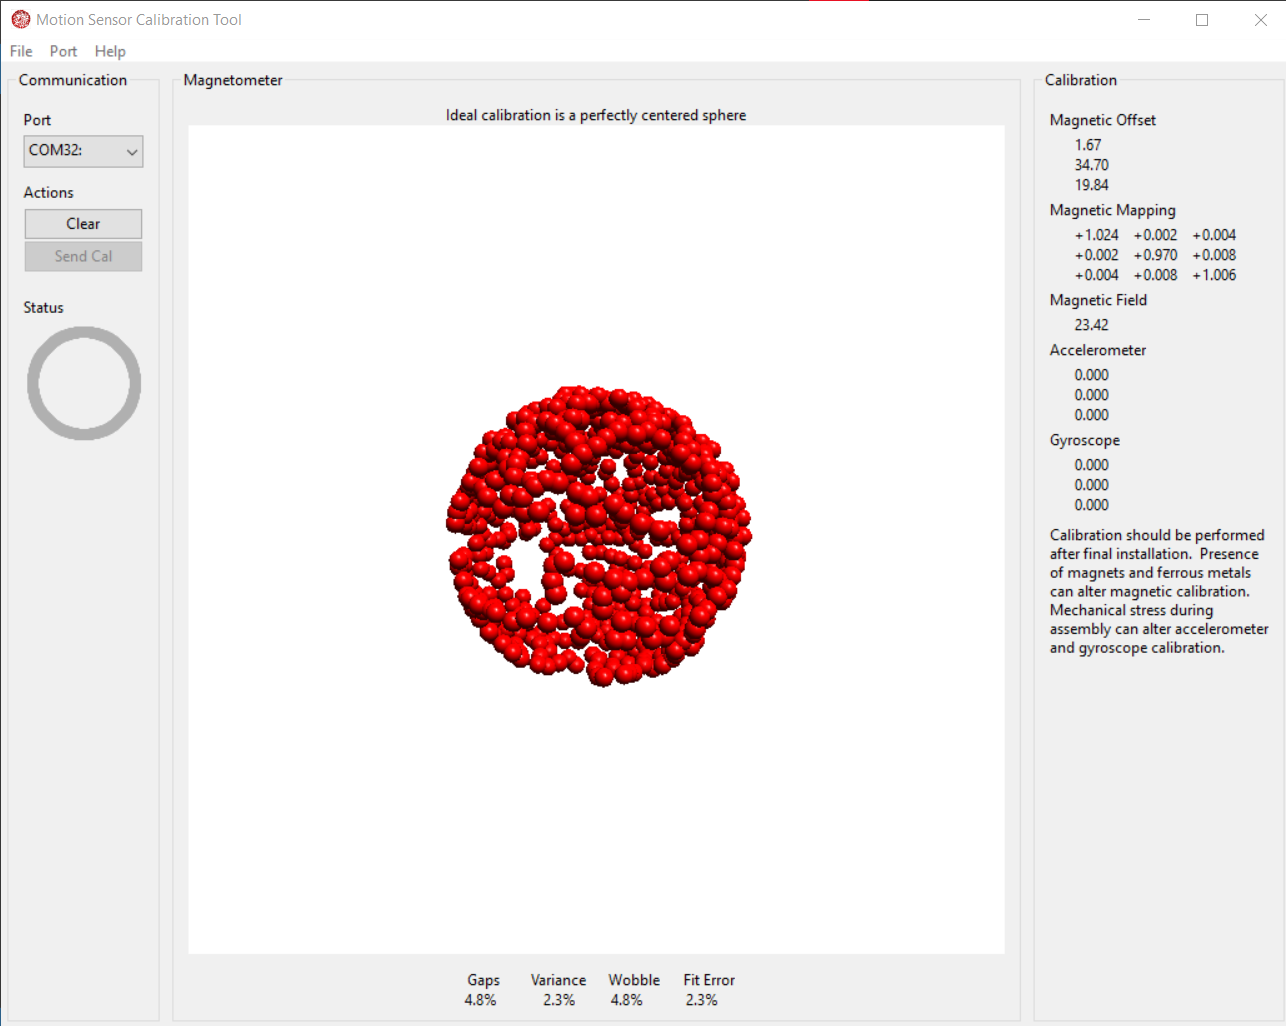 Motion Sensor Calibration Tool
File Port Help
Communication
Port
COM32:
Actions
Clear
Send Cal
Status
Magnetometer
Ideal calibration is a perfectly centered sphere
Gaps Variance Wobble Fit Error
4.8% 2.3% 4.8% 2.3%
Calibration
Magnetic Offset
1.67
34.70
19.84
Magnetic Mapping
+1.024 +0.002 +0.004
+0.002 +0.970 +0.008
+0.004 +0.008 +1.006
Magnetic Field
23.42
Accelerometer
0.000
0.000
0.000
Gyroscope
0.000
0.000
0.000
Calibration should be performed
after final installation. Presence
of magnets and ferrous metals
can alter magnetic calibration.
Mechanical stress during
assembly can alter accelerometer
and gyroscope calibration.